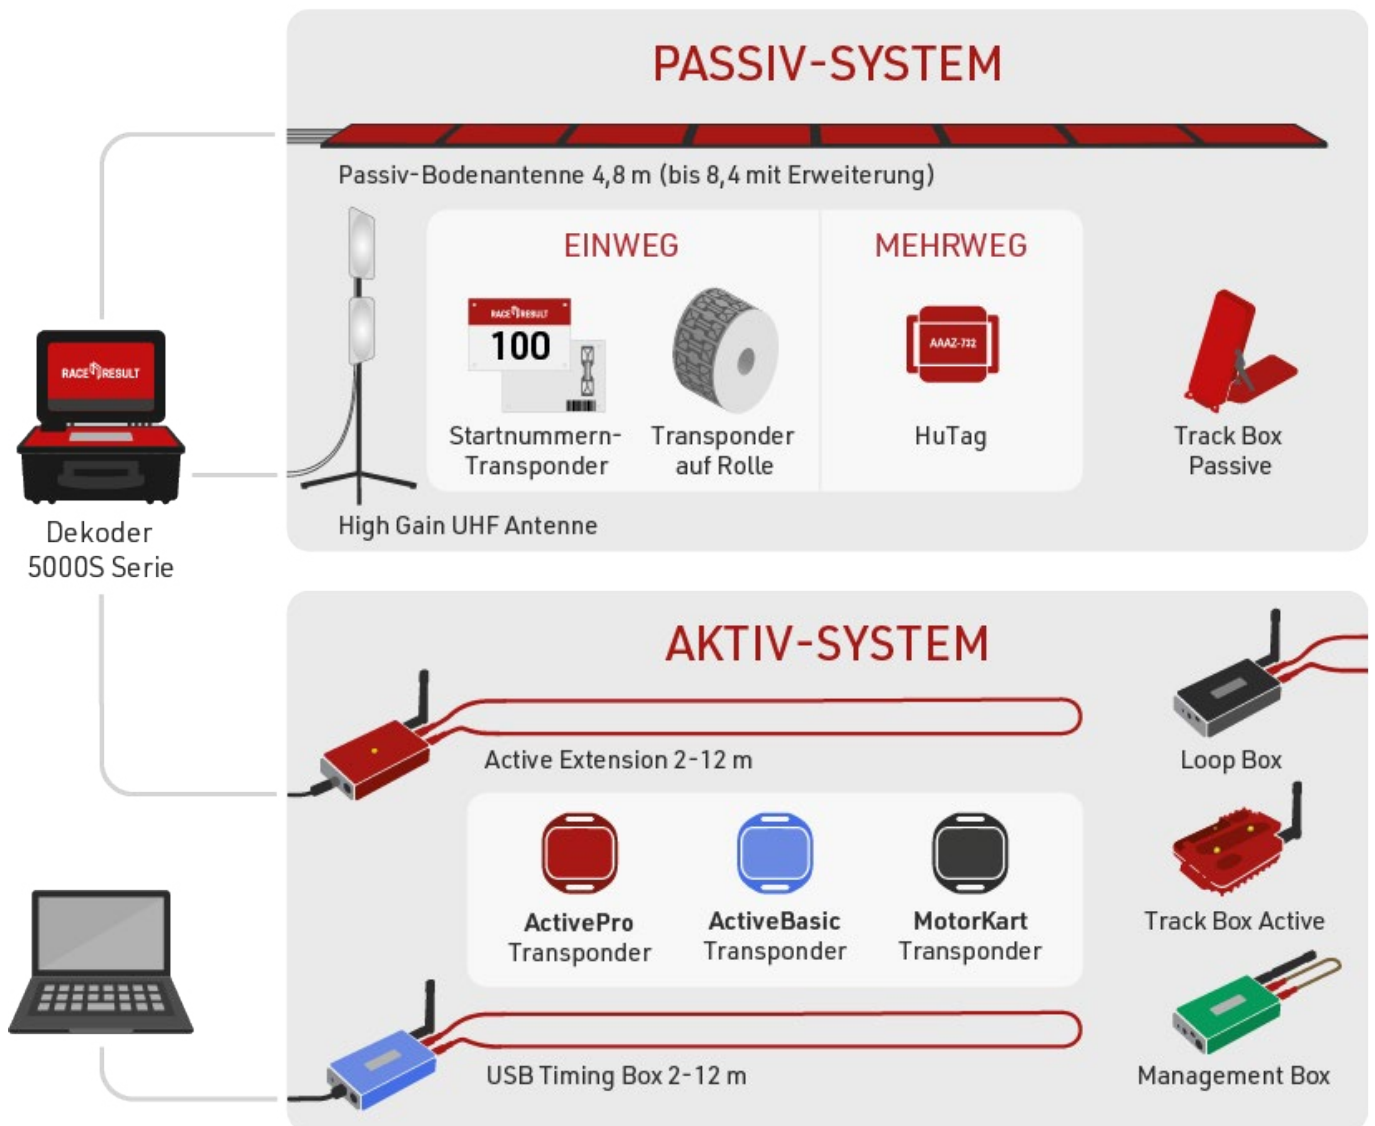 PASSIV-SYSTEM
Passiv-Bodenantenne 4,8 m (bis 8,4 mit Erweiterung)
EINWEG
MEHRWEG
RACE RESULT
100
AAAZ-732
RACE RESULT
Startnummern-
Transponder
Transponder
auf Rolle
HuTag
Track Box
Passive
High Gain UHF Antenne
Dekoder
5000S Serie
AKTIV-SYSTEM
Active Extension 2-12 m
Loop Box
ActivePro
Transponder
ActiveBasic
Transponder
MotorKart
Transponder
Track Box Active
USB Timing Box 2-12 m
Management Box